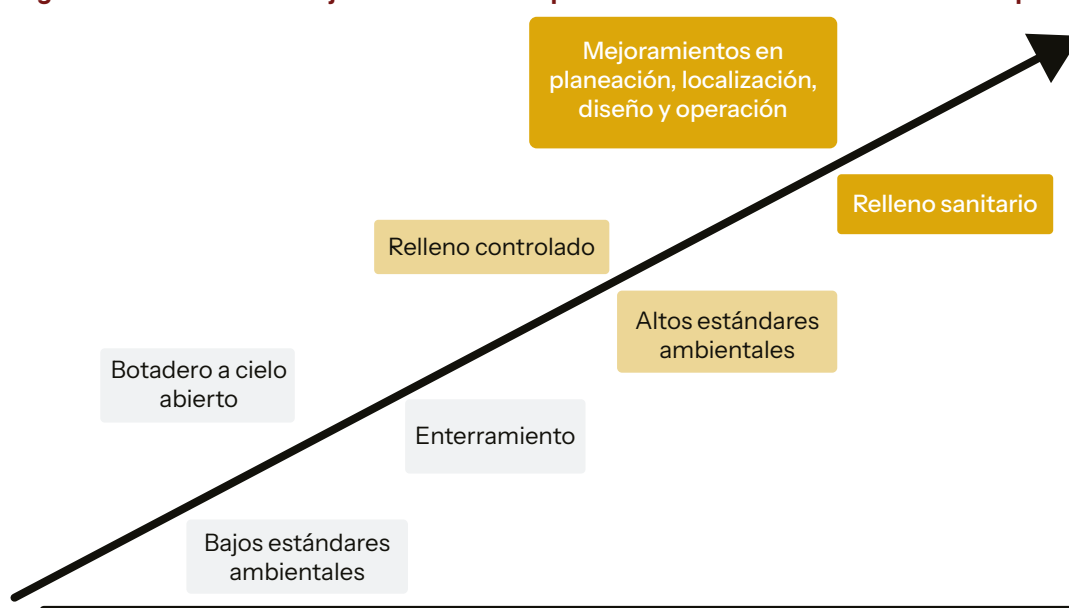 Mejoramientos en
planeación, localización,
diseño y operación
Relleno sanitario
Relleno controlado
Altos estándares
ambientales
Botadero a cielo
abierto
Enterramiento
Bajos estándares
ambientales